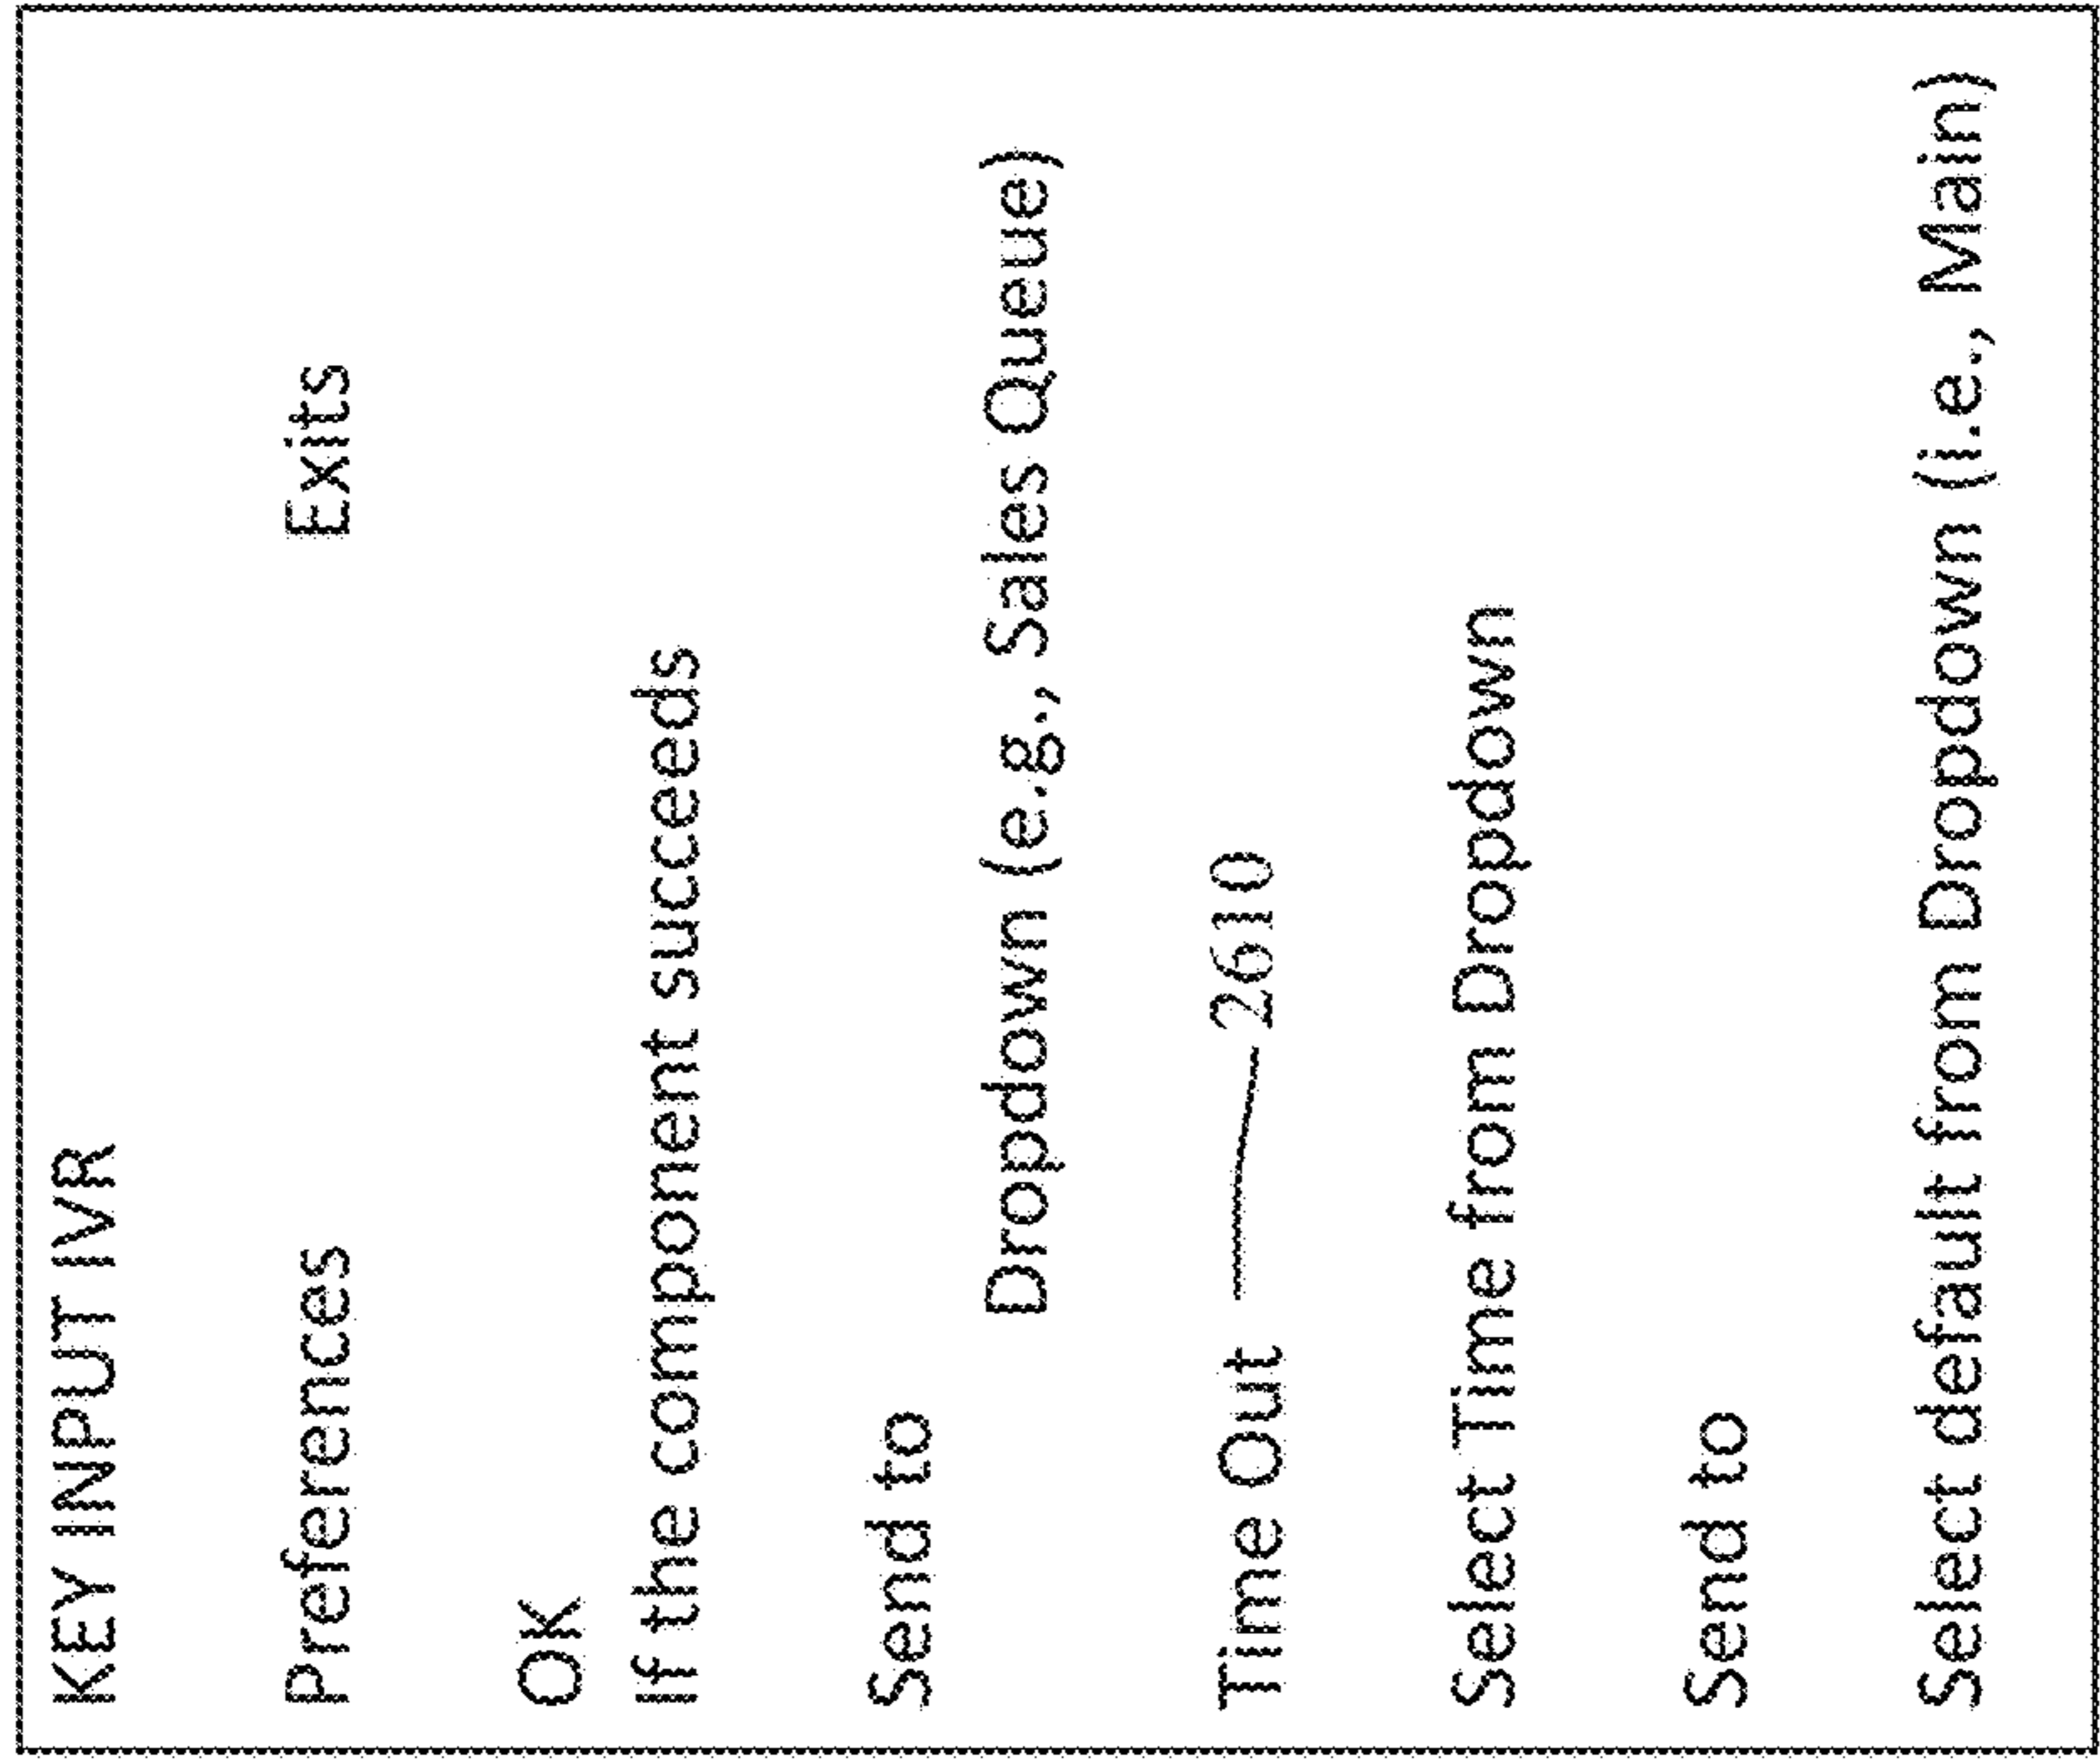 KEY INPUT IVR
Preferences Exits
OK
If the component succeeds
Send to
Dropdown (e.g., Sales Queue)
Time Out 2610
Select Time from Dropdown
Send to
Select default from Dropdown (i.e., Main)